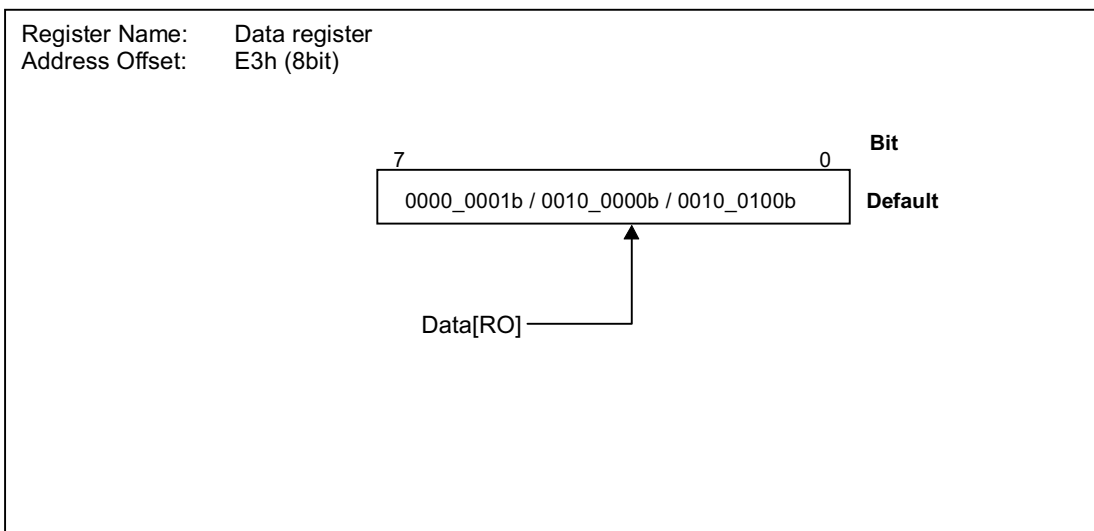 Register Name: Data register
Address Offset: E3h (8bit)
Bit
7 0
0000_0001b / 0010_0000b / 0010_0100b Default
Data[RO]